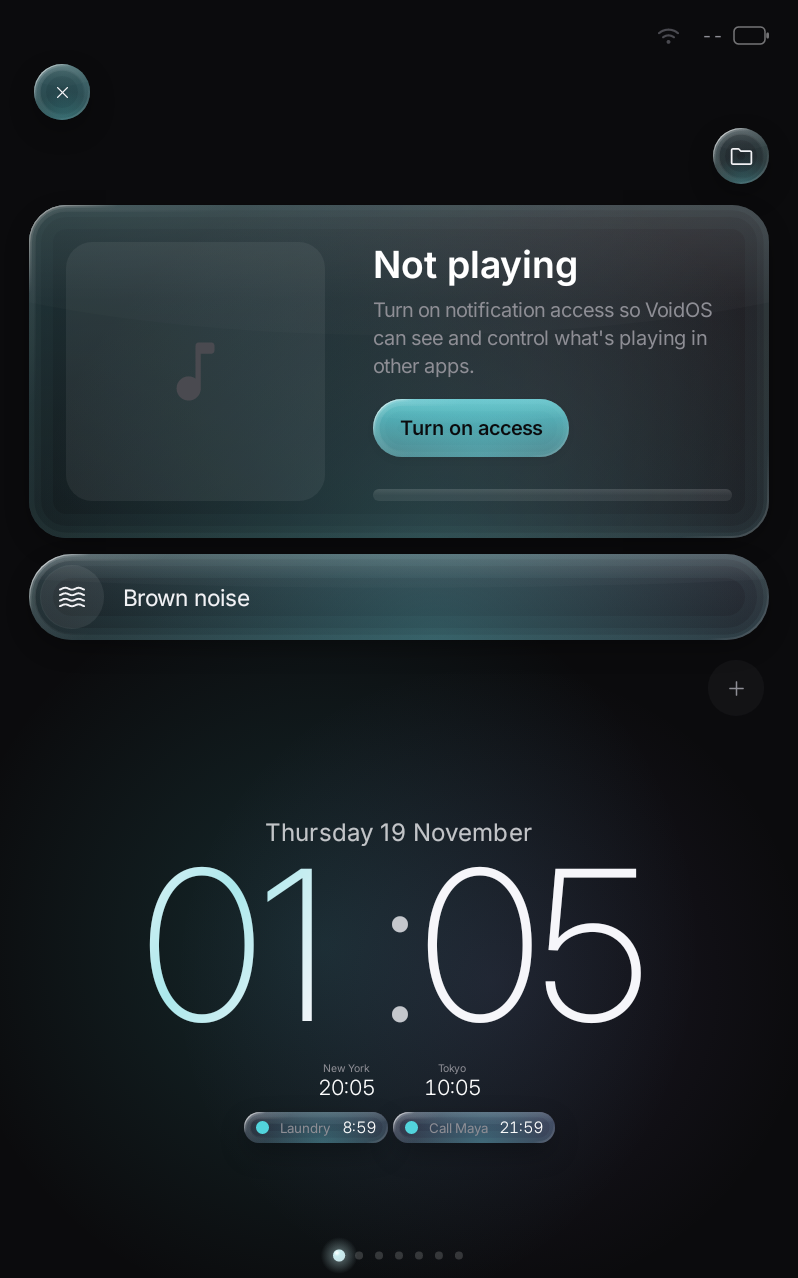 --
Not playing
Turn on notification access so VoidOS
can see and control what's playing in
other apps.
Turn on access
Brown noise
Thursday 19 November
01:05
New York
20:05
Tokyo
10:05
Laundry 8:59
Call Maya 21:59